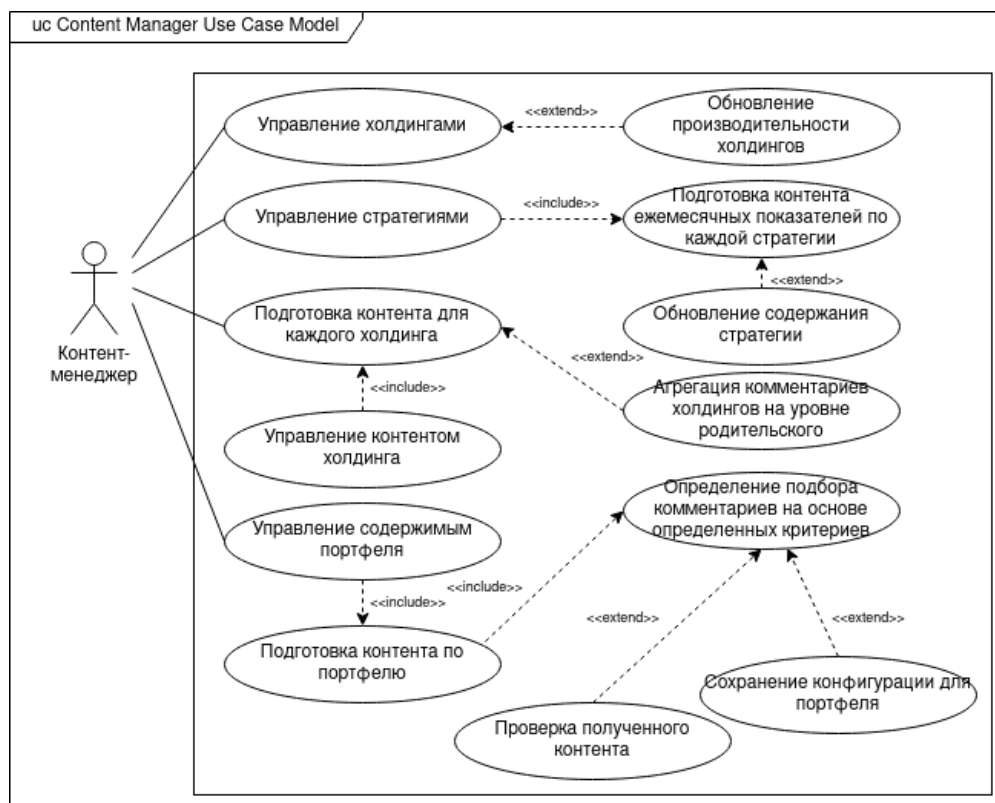 uc Content Manager Use Case Model
Управление холдингами
<<extend>>
Обновление
производительности
холдингов
Управление стратегиями
<<include>>
Подготовка контента
ежемесячных показателей по
каждой стратегии
<<extend>>
Контент-
менеджер
Подготовка контента для
каждого холдинга
Обновление содержания
стратегии
<<extend>>
<<include>>
Агрегация комментариев
холдингов на уровне
родительского
Управление контентом
холдинга
Определение подбора
комментариев на основе
определенных критериев
Управление содержимым
портфеля
<<include>>
<<include>>
<<extend>>
<<extend>>
Подготовка контента по
портфелю
Сохранение конфигурации для
портфеля
Проверка полученного
контента